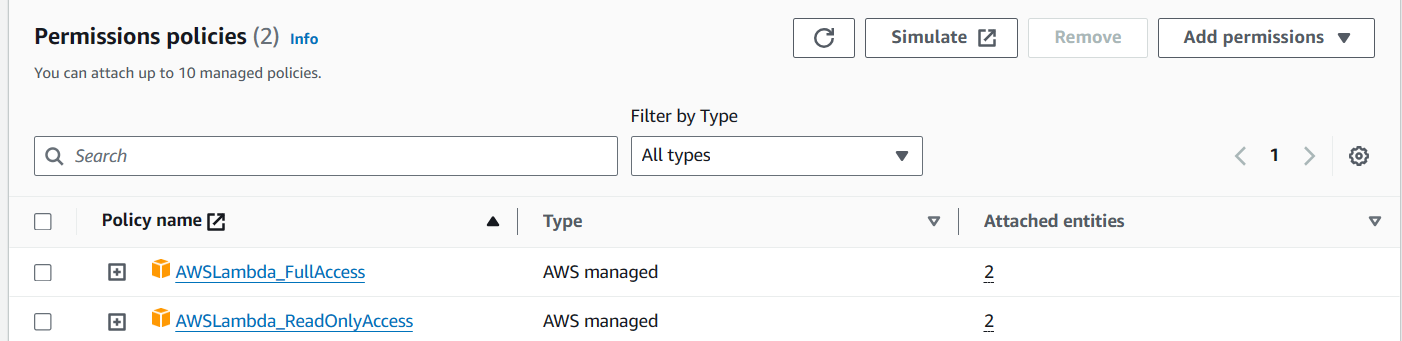 Permissions policies (2) Info
Simulate
Remove
Add permissions
You can attach up to 10 managed policies.
Filter by Type
Search
All types
1
Policy name
Type
Attached entities
AWSLambda_FullAccess
AWS managed
2
AWSLambda_ReadOnlyAccess
AWS managed
2